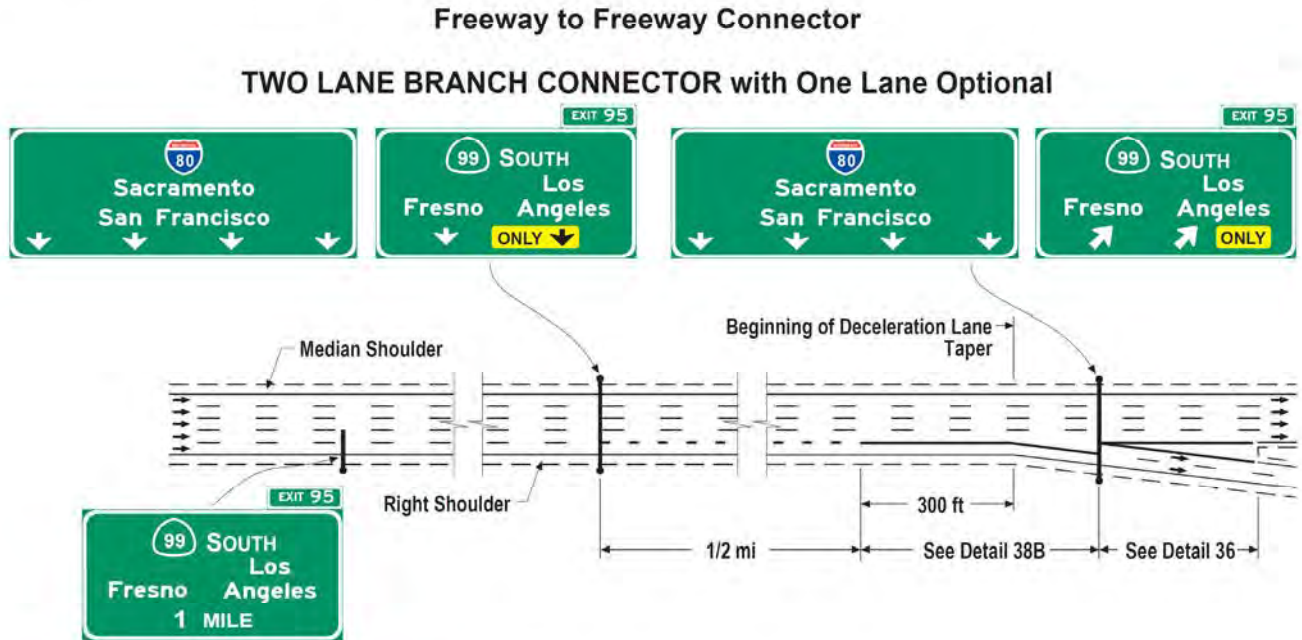 Freeway to Freeway Connector
TWO LANE BRANCH CONNECTOR with One Lane Optional
80
Sacramento
San Francisco
EXIT 95
99 SOUTH
Los
Fresno Angeles
ONLY
80
Sacramento
San Francisco
EXIT 95
99 SOUTH
Los
Fresno Angeles
ONLY
Beginning of Deceleration Lane
Taper
Median Shoulder
Right Shoulder
300 ft
1/2 mi
See Detail 38B
See Detail 36
EXIT 95
99 SOUTH
Los
Fresno Angeles
1 MILE